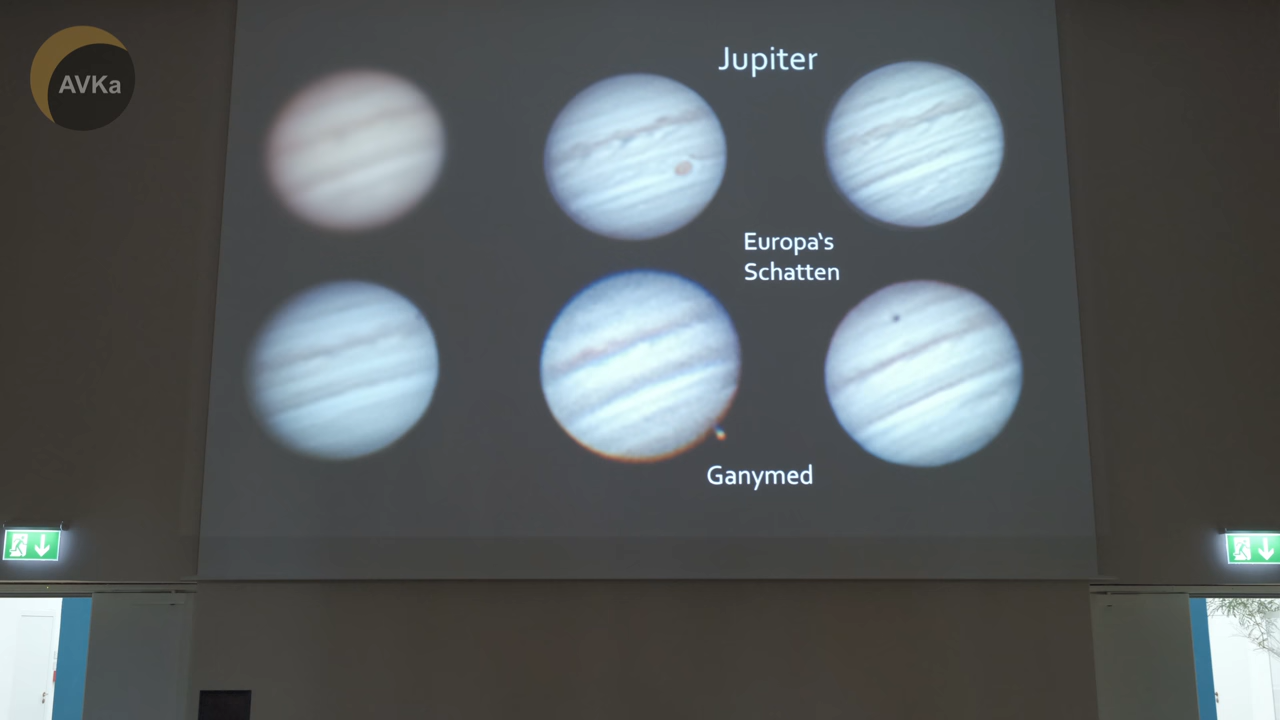 AVKa
Jupiter
Europa‘s
Schatten
Ganymed